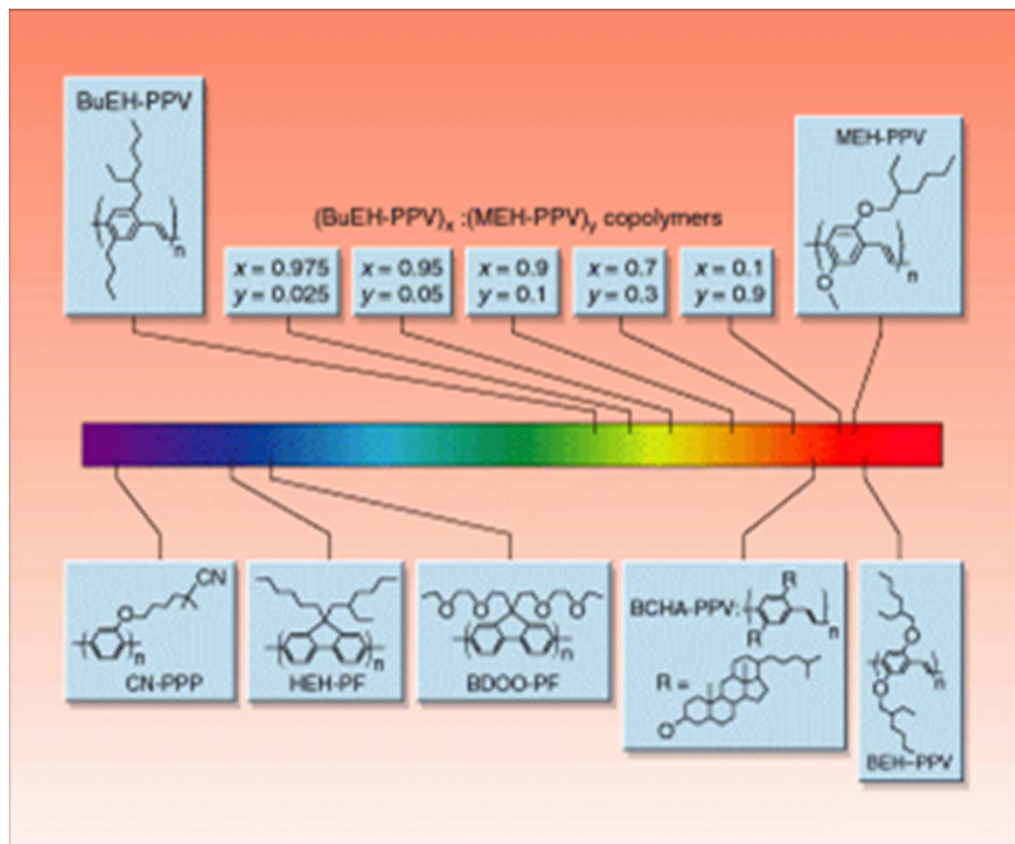 BuEH-PPV
n
MEH-PPV
O
O
n
(BuEH-PPV)x :(MEH-PPV)y copolymers
x = 0.975
y = 0.025
x = 0.95
y = 0.05
x = 0.9
y = 0.1
x = 0.7
y = 0.3
x = 0.1
y = 0.9
CN
O
n
CN-PPP
n
HEH-PF
O O O O
n
BDOO-PF
R
BCHA-PPV:
R
n
R =
O
O
n
O
BEH-PPV